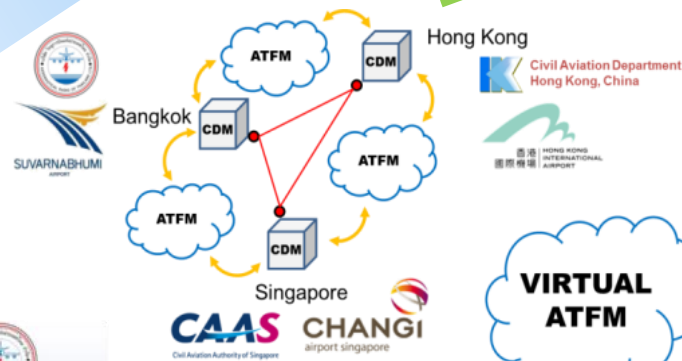 ATFM
Hong Kong
CDM
Civil Aviation Department
Hong Kong, China
Bangkok
CDM
SUVARNABHUMI
AIRPORT
ATFM
香港
國際機場
HONG KONG
INTERNATIONAL
AIRPORT
ATFM
CDM
Singapore
VIRTUAL
ATFM
CAAS
Civil Aviation Authority of Singapore
CHANGI
airport singapore